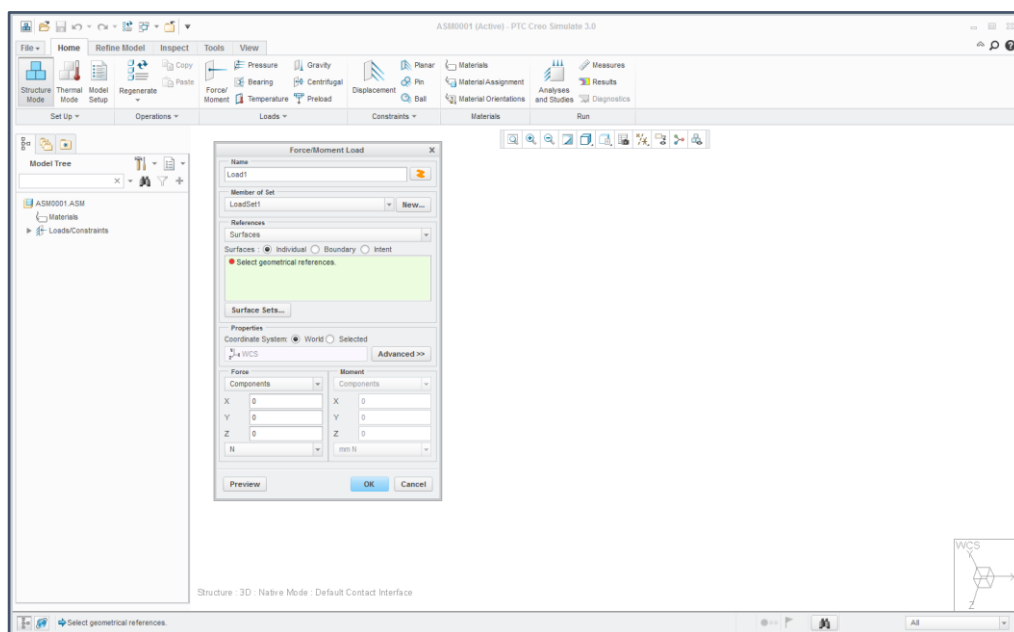 ASM0001 (Active) - PTC Creo Simulate 3.0
File Home Refine Model Inspect Tools View
Structure Mode
Thermal Mode
Model Setup
Regenerate
Copy
Paste
Force/ Moment
Pressure
Bearing
Temperature
Gravity
Centrifugal
Preload
Displacement
Planar
Pin
Ball
Materials
Material Assignment
Material Orientations
Analyses and Studies
Measures
Results
Diagnostics
Set Up Operations Loads Constraints Materials Run
Model Tree
ASM0001.ASM
Materials
Loads/Constraints
Force/Moment Load
Name
Load1
Member of Set
LoadSet1 New...
References
Surfaces
Surfaces : Individual Boundary Intent
Select geometrical references.
Surface Sets...
Properties
Coordinate System: World Selected
WCS Advanced >>
Force Moment
Components Components
X 0 X 0
Y 0 Y 0
Z 0 Z 0
N mm N
Preview OK Cancel
WCS
Y
Z
Structure : 3D : Native Mode : Default Contact Interface
Select geometrical references.
All